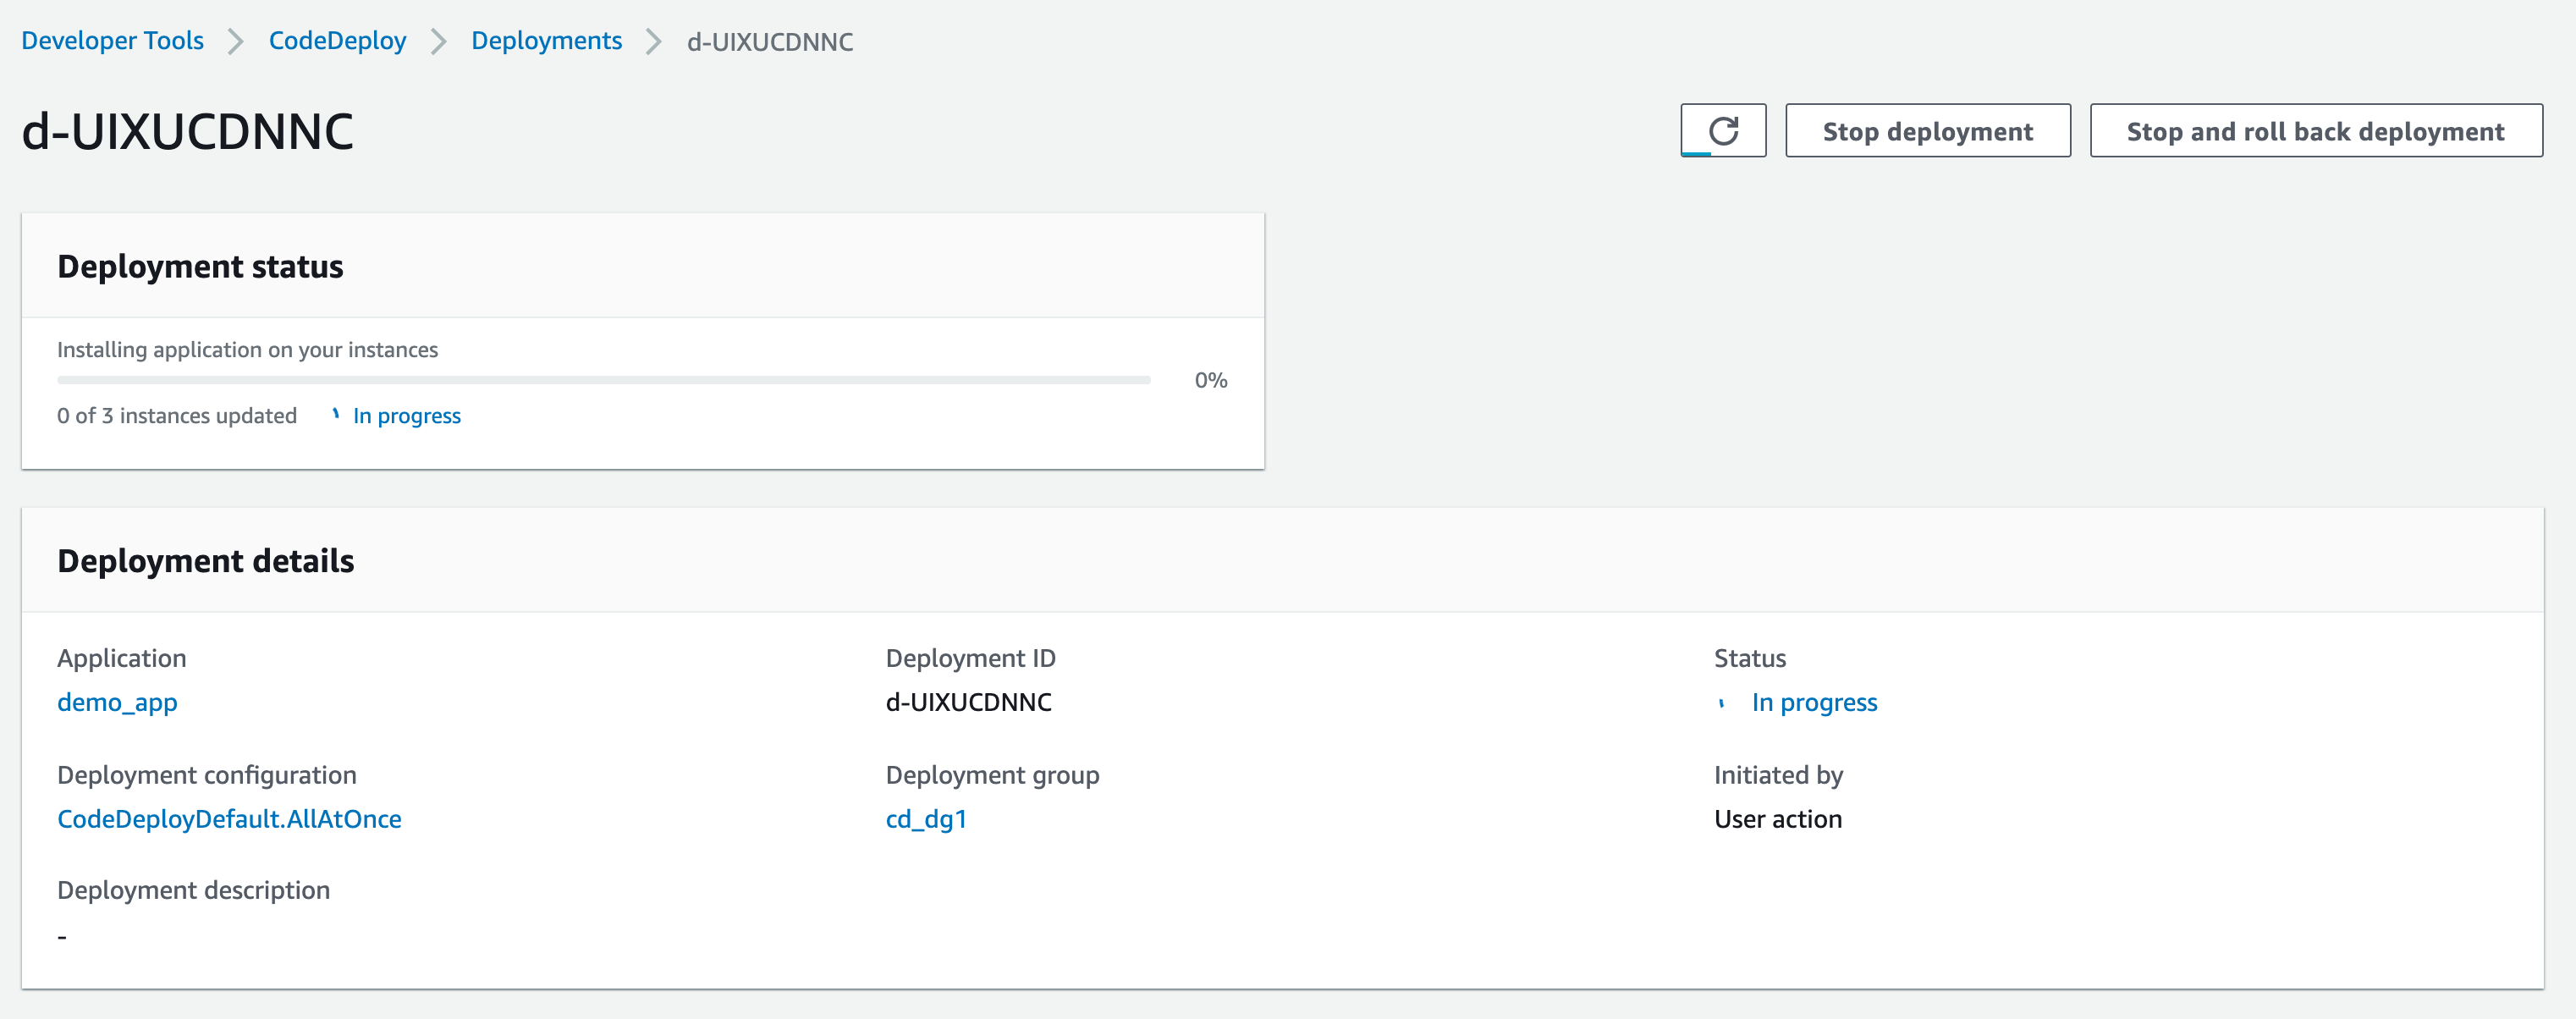 Developer Tools > CodeDeploy > Deployments > d-UIXUCDNNC
d-UIXUCDNNC
Stop deployment
Stop and roll back deployment
Deployment status
Installing application on your instances
0%
0 of 3 instances updated In progress
Deployment details
Application
demo_app
Deployment ID
d-UIXUCDNNC
Status
In progress
Deployment configuration
CodeDeployDefault.AllAtOnce
Deployment group
cd_dg1
Initiated by
User action
Deployment description
-